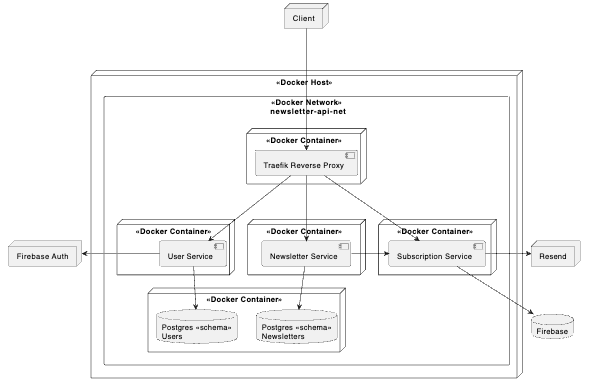 Client
«Docker Host»
«Docker Network»
newsletter-api-net
«Docker Container»
Traefik Reverse Proxy
«Docker Container»
«Docker Container»
«Docker Container»
Firebase Auth
User Service
Newsletter Service
Subscription Service
Resend
«Docker Container»
Postgres «schema»
Users
Postgres «schema»
Newsletters
Firebase